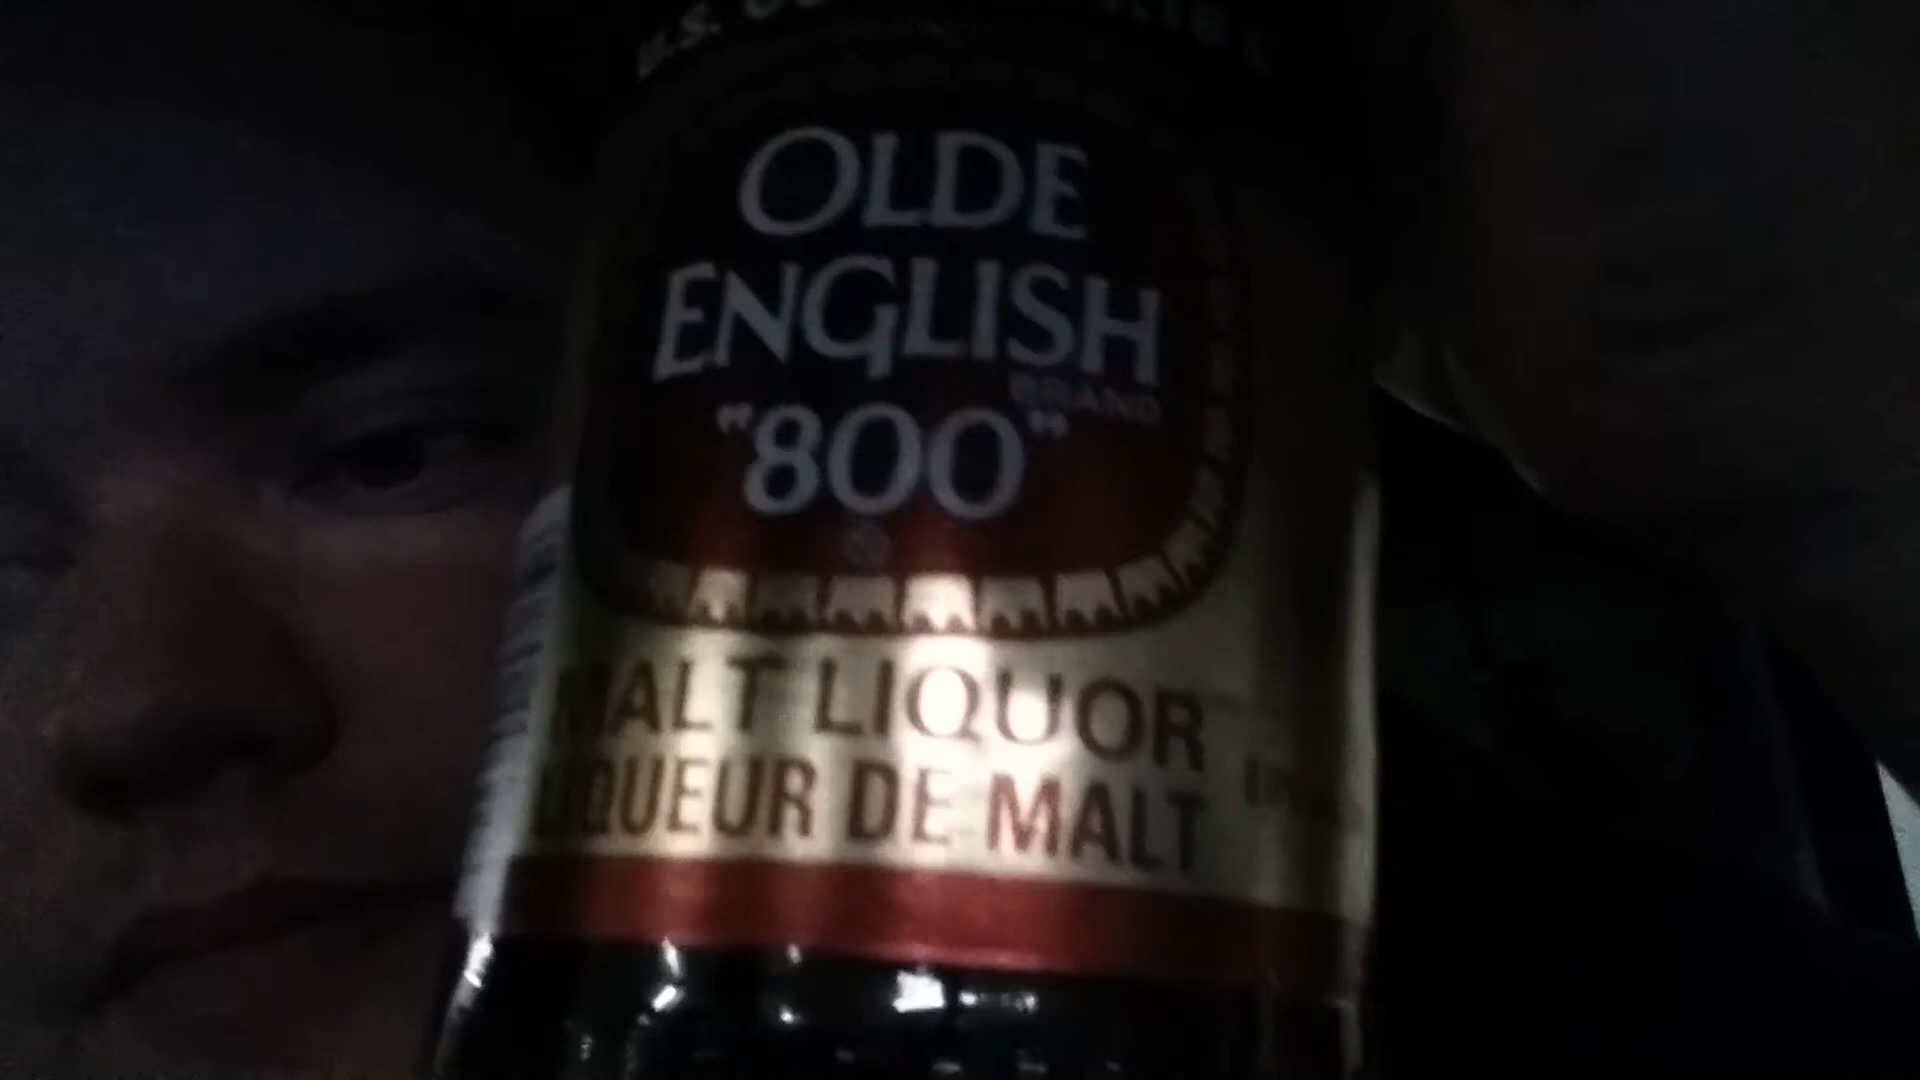 U.S.
OLDE
ENGLISH
BRAND
"800"
MALT LIQUOR
LIQUEUR DE MALT